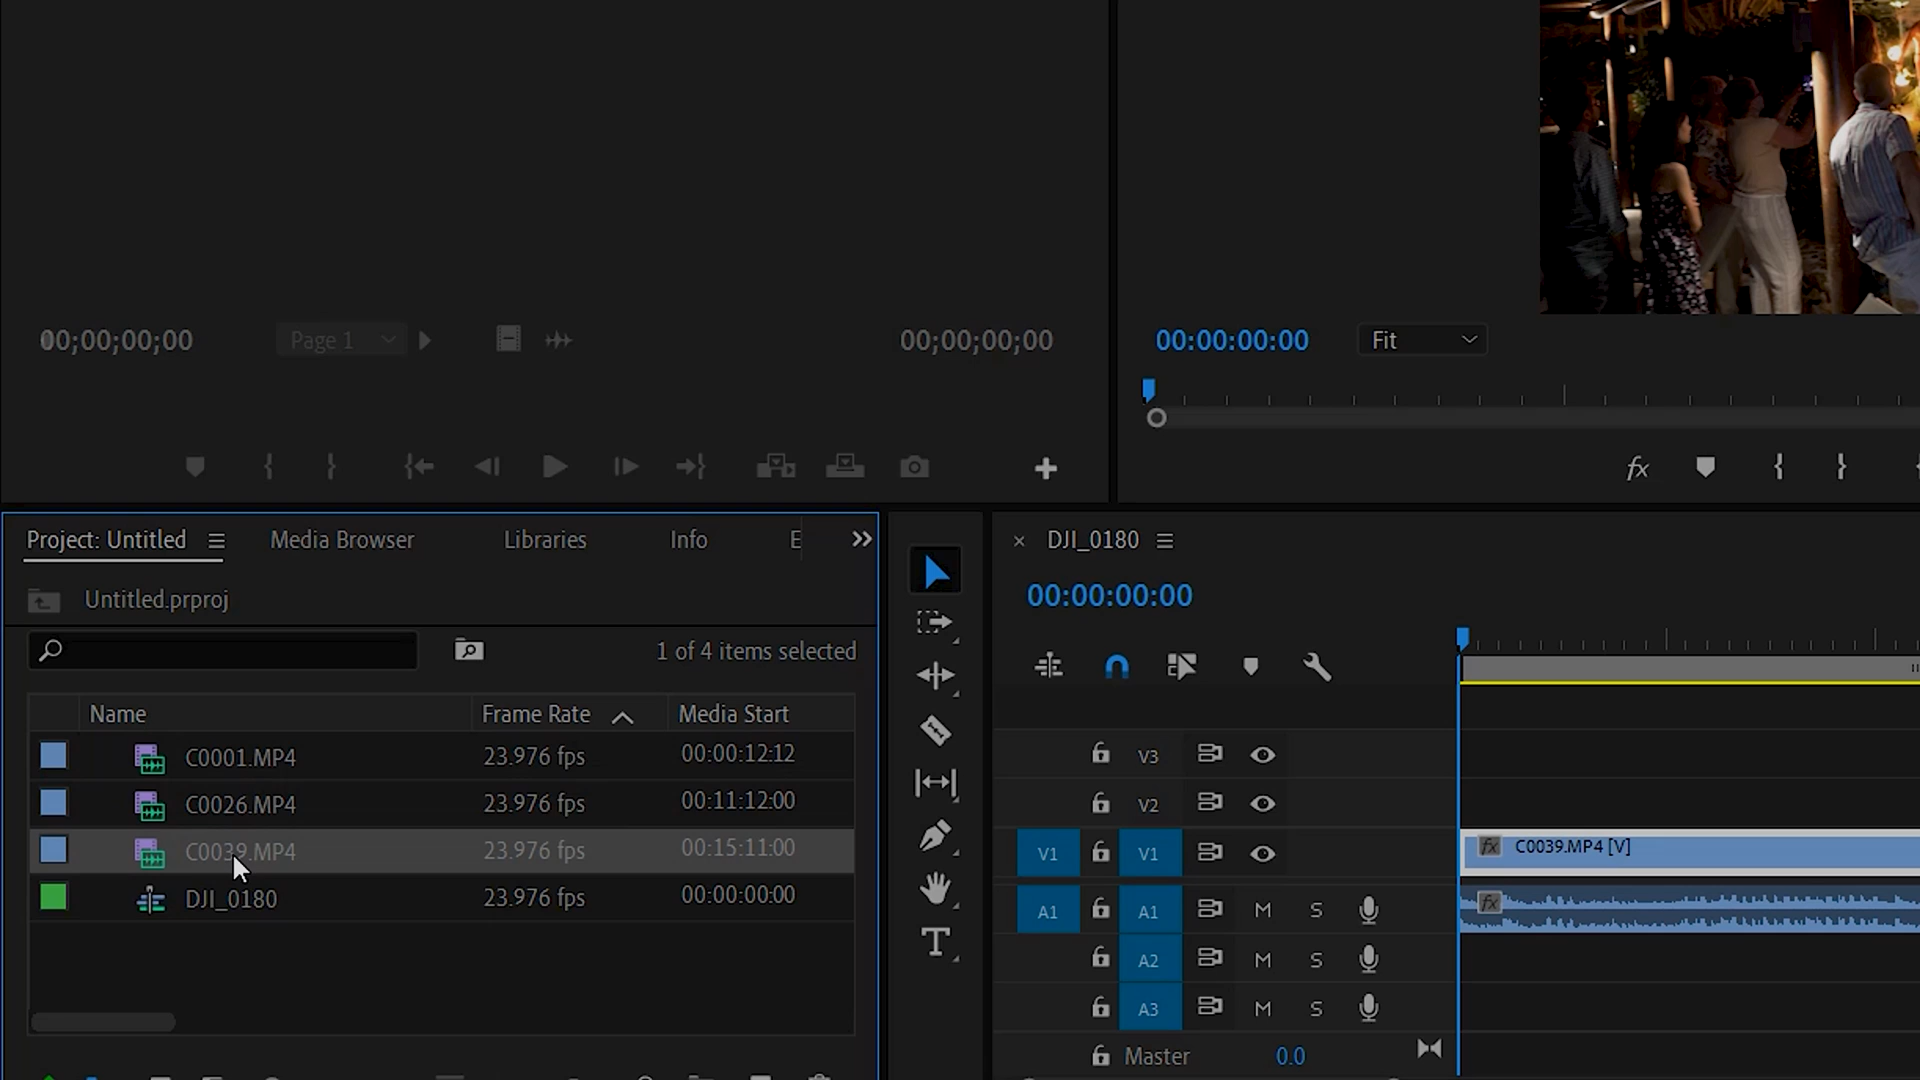 00;00;00;00
Page 1
00;00;00;00
00:00:00:00
Fit
fx
Project: Untitled
Media Browser
Libraries
Info
E
Untitled.prproj
1 of 4 items selected
Name
Frame Rate
Media Start
C0001.MP4
23.976 fps
00:00:12:12
C0026.MP4
23.976 fps
00:11:12:00
C0039.MP4
23.976 fps
00:15:11:00
DJI_0180
23.976 fps
00:00:00:00
T
DJI_0180
00:00:00:00
V3
V2
V1
V1
fx
C0039.MP4 [V]
A1
A1
M
S
fx
A2
M
S
A3
M
S
Master
0.0